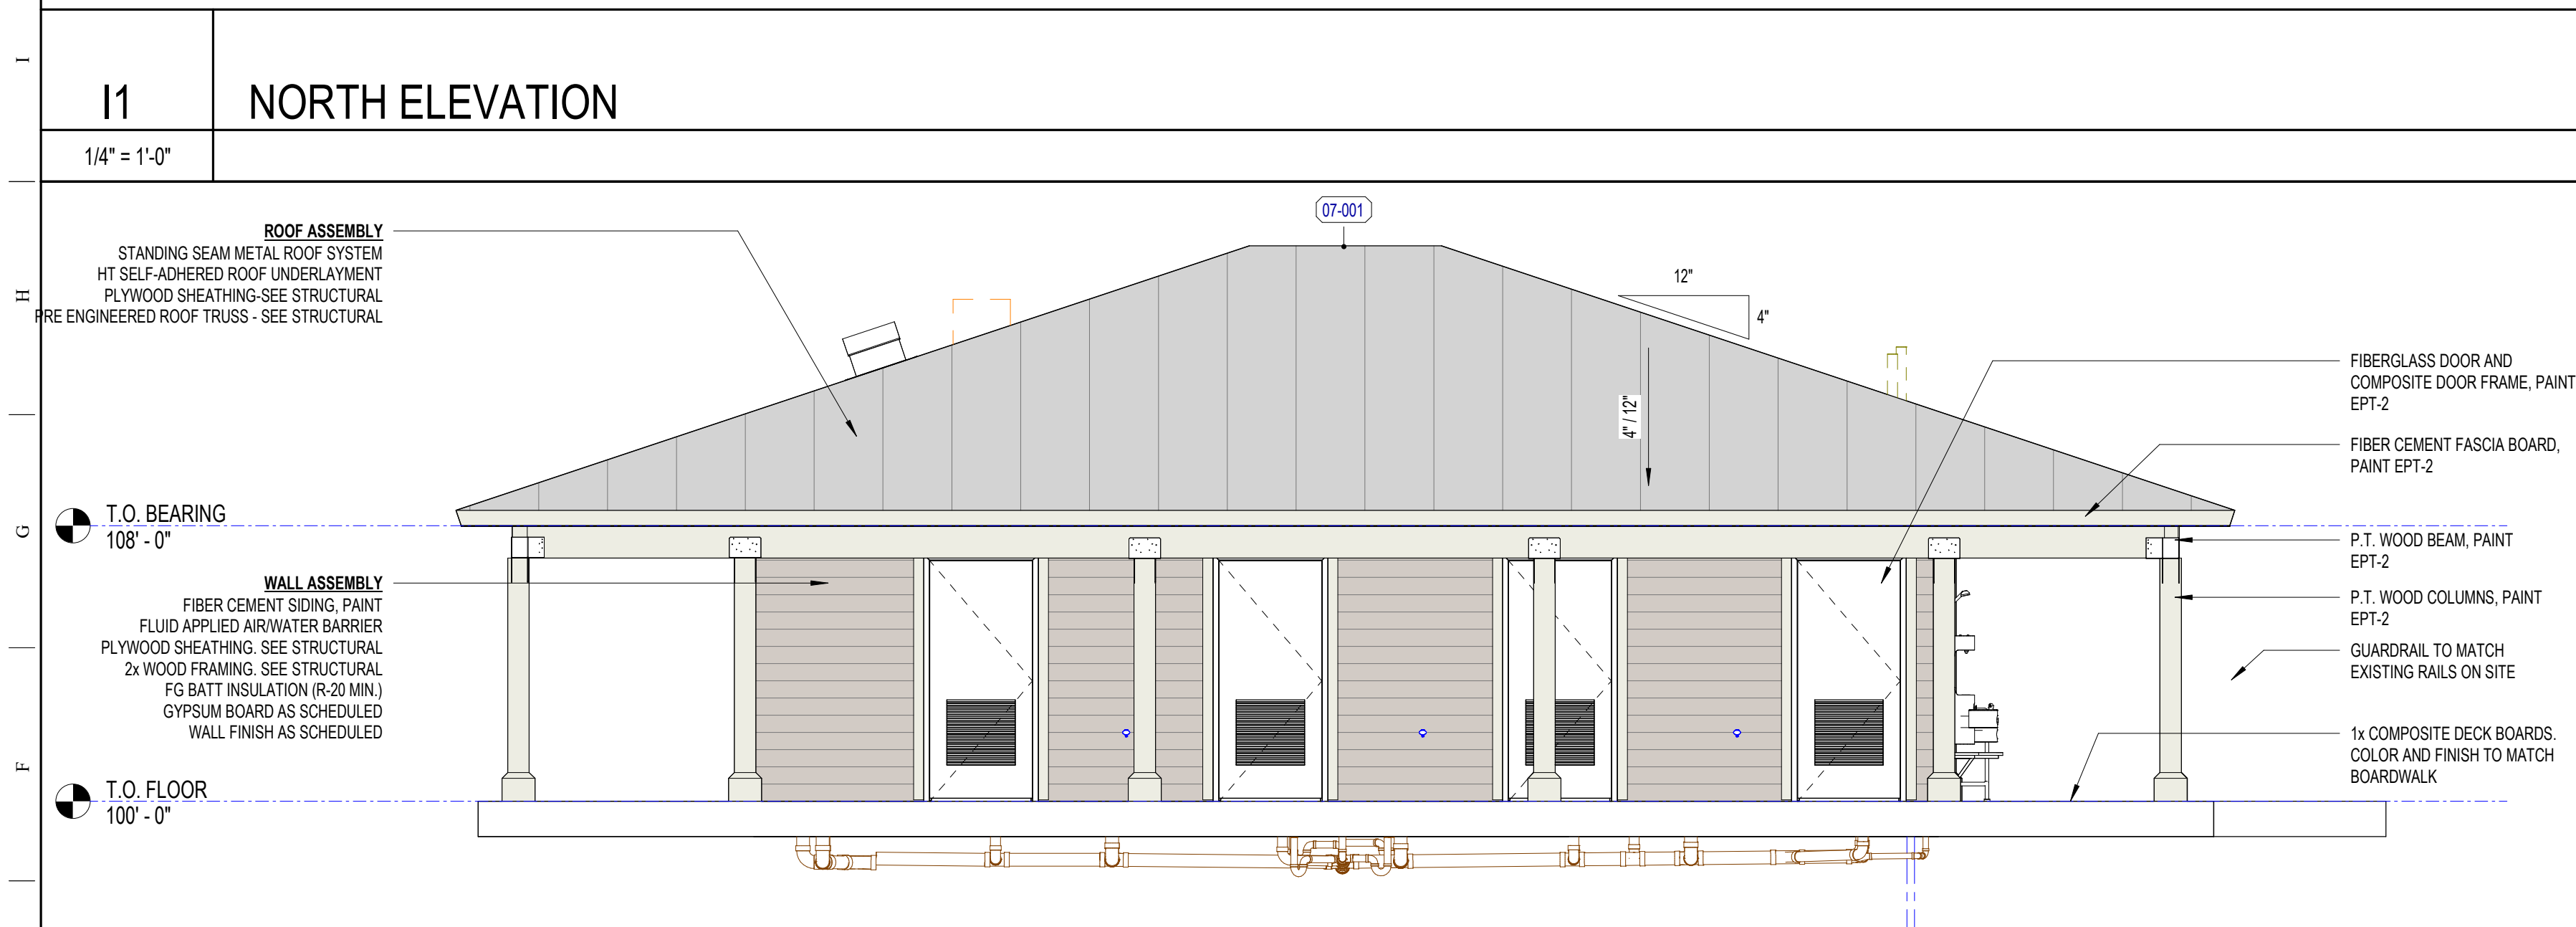 I
I1
NORTH ELEVATION
1/4" = 1'-0"
07-001
ROOF ASSEMBLY
STANDING SEAM METAL ROOF SYSTEM
HT SELF-ADHERED ROOF UNDERLAYMENT
PLYWOOD SHEATHING-SEE STRUCTURAL
PRE ENGINEERED ROOF TRUSS - SEE STRUCTURAL
H
12"
4"
4" / 12"
FIBERGLASS DOOR AND
COMPOSITE DOOR FRAME, PAINT
EPT-2
FIBER CEMENT FASCIA BOARD,
PAINT EPT-2
G
T.O. BEARING
108' - 0"
P.T. WOOD BEAM, PAINT
EPT-2
WALL ASSEMBLY
FIBER CEMENT SIDING, PAINT
FLUID APPLIED AIR/WATER BARRIER
PLYWOOD SHEATHING. SEE STRUCTURAL
2x WOOD FRAMING. SEE STRUCTURAL
FG BATT INSULATION (R-20 MIN.)
GYPSUM BOARD AS SCHEDULED
WALL FINISH AS SCHEDULED
P.T. WOOD COLUMNS, PAINT
EPT-2
GUARDRAIL TO MATCH
EXISTING RAILS ON SITE
1x COMPOSITE DECK BOARDS.
COLOR AND FINISH TO MATCH
BOARDWALK
F
T.O. FLOOR
100' - 0"